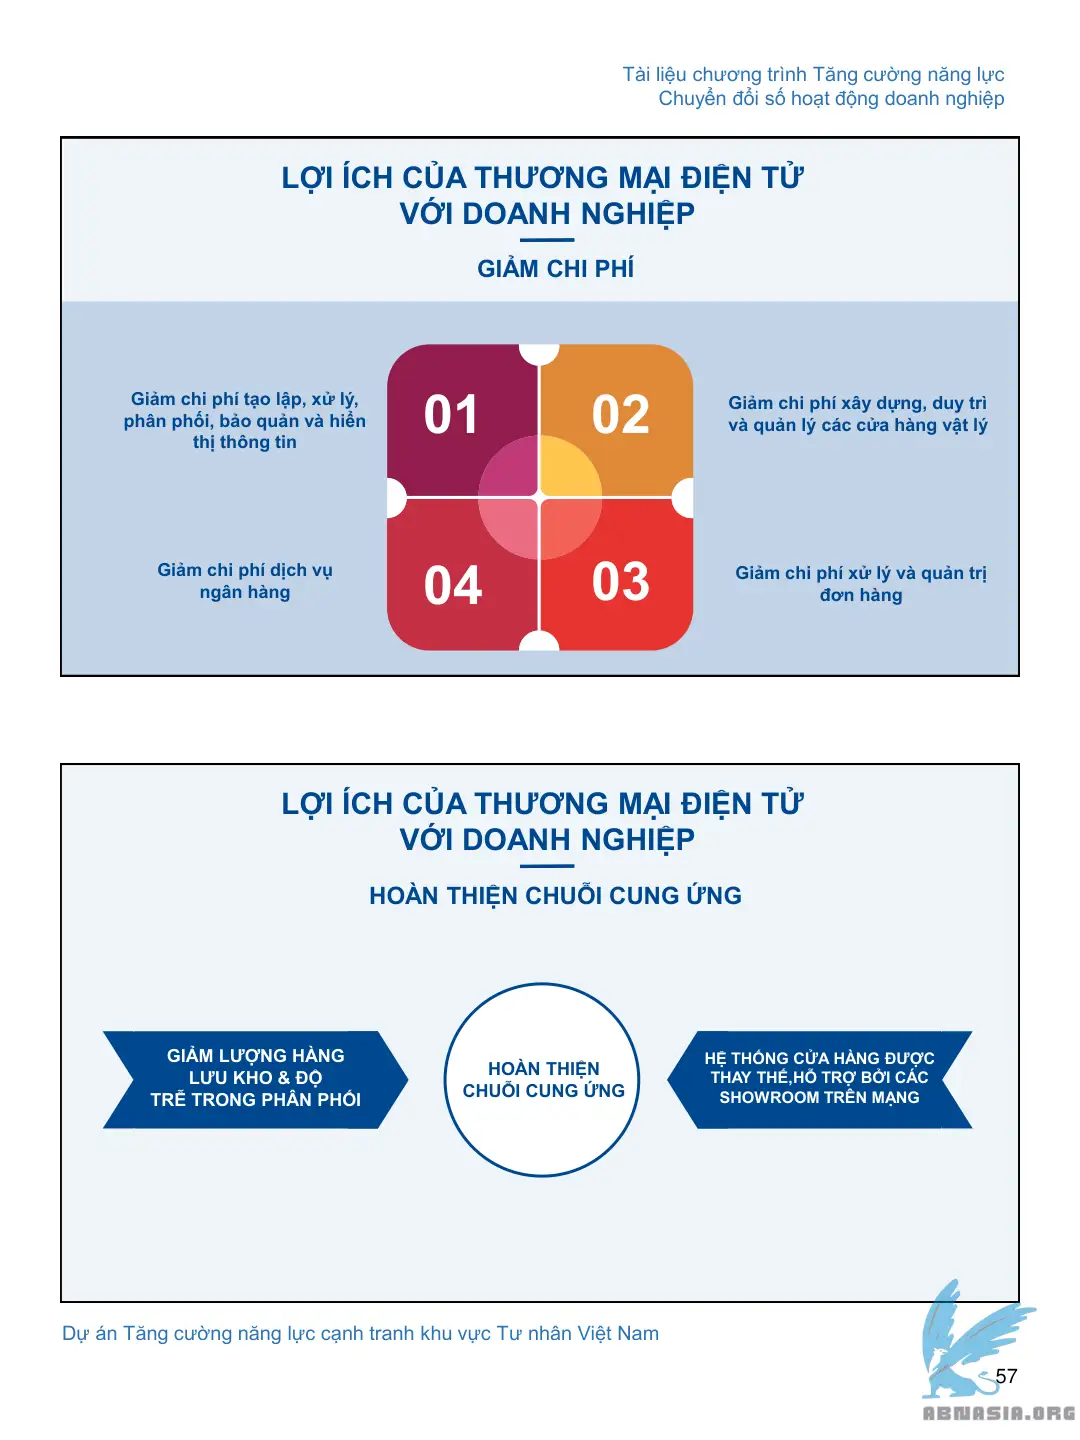 Tài liệu chương trình Tăng cường năng lực
Chuyển đổi số hoạt động doanh nghiệp
LỢI ÍCH CỦA THƯƠNG MẠI ĐIỆN TỬ
VỚI DOANH NGHIỆP
GIẢM CHI PHÍ
Giảm chi phí tạo lập, xử lý,
phân phối, bảo quản và hiển
thị thông tin
01
02
Giảm chi phí xây dựng, duy trì
và quản lý các cửa hàng vật lý
Giảm chi phí dịch vụ
ngân hàng
04
03
Giảm chi phí xử lý và quản trị
đơn hàng
LỢI ÍCH CỦA THƯƠNG MẠI ĐIỆN TỬ
VỚI DOANH NGHIỆP
HOÀN THIỆN CHUỖI CUNG ỨNG
GIẢM LƯỢNG HÀNG
LƯU KHO & ĐỘ
TRỄ TRONG PHÂN PHỐI
HOÀN THIỆN
CHUỖI CUNG ỨNG
HỆ THỐNG CỬA HÀNG ĐƯỢC
THAY THẾ,HỖ TRỢ BỞI CÁC
SHOWROOM TRÊN MẠNG
Dự án Tăng cường năng lực cạnh tranh khu vực Tư nhân Việt Nam
57
ABNASIA.ORG